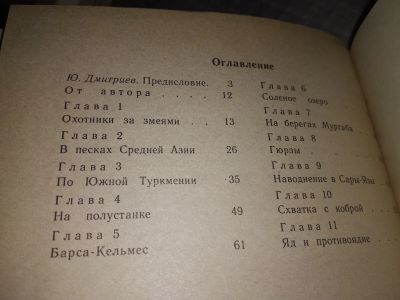 Оглавление
Ю. Дмитриев. Предисловие. 3
От автора . . . . 12
Глава 1
Охотники за змеями . . 13
Глава 2
В песках Средней Азии 26
Глава 3
По Южной Туркмении 35
Глава 4
На полустанке 49
Глава 5
Барса-Кельмес 61
Глава 6
Соленое озеро
Глава 7
На берегах Мургаба
Глава 8
Гюрзы
Глава 9
Наводнение в Сары-Язы
Глава 10
Схватка с коброй .
Глава 11
Яд и противоядие .